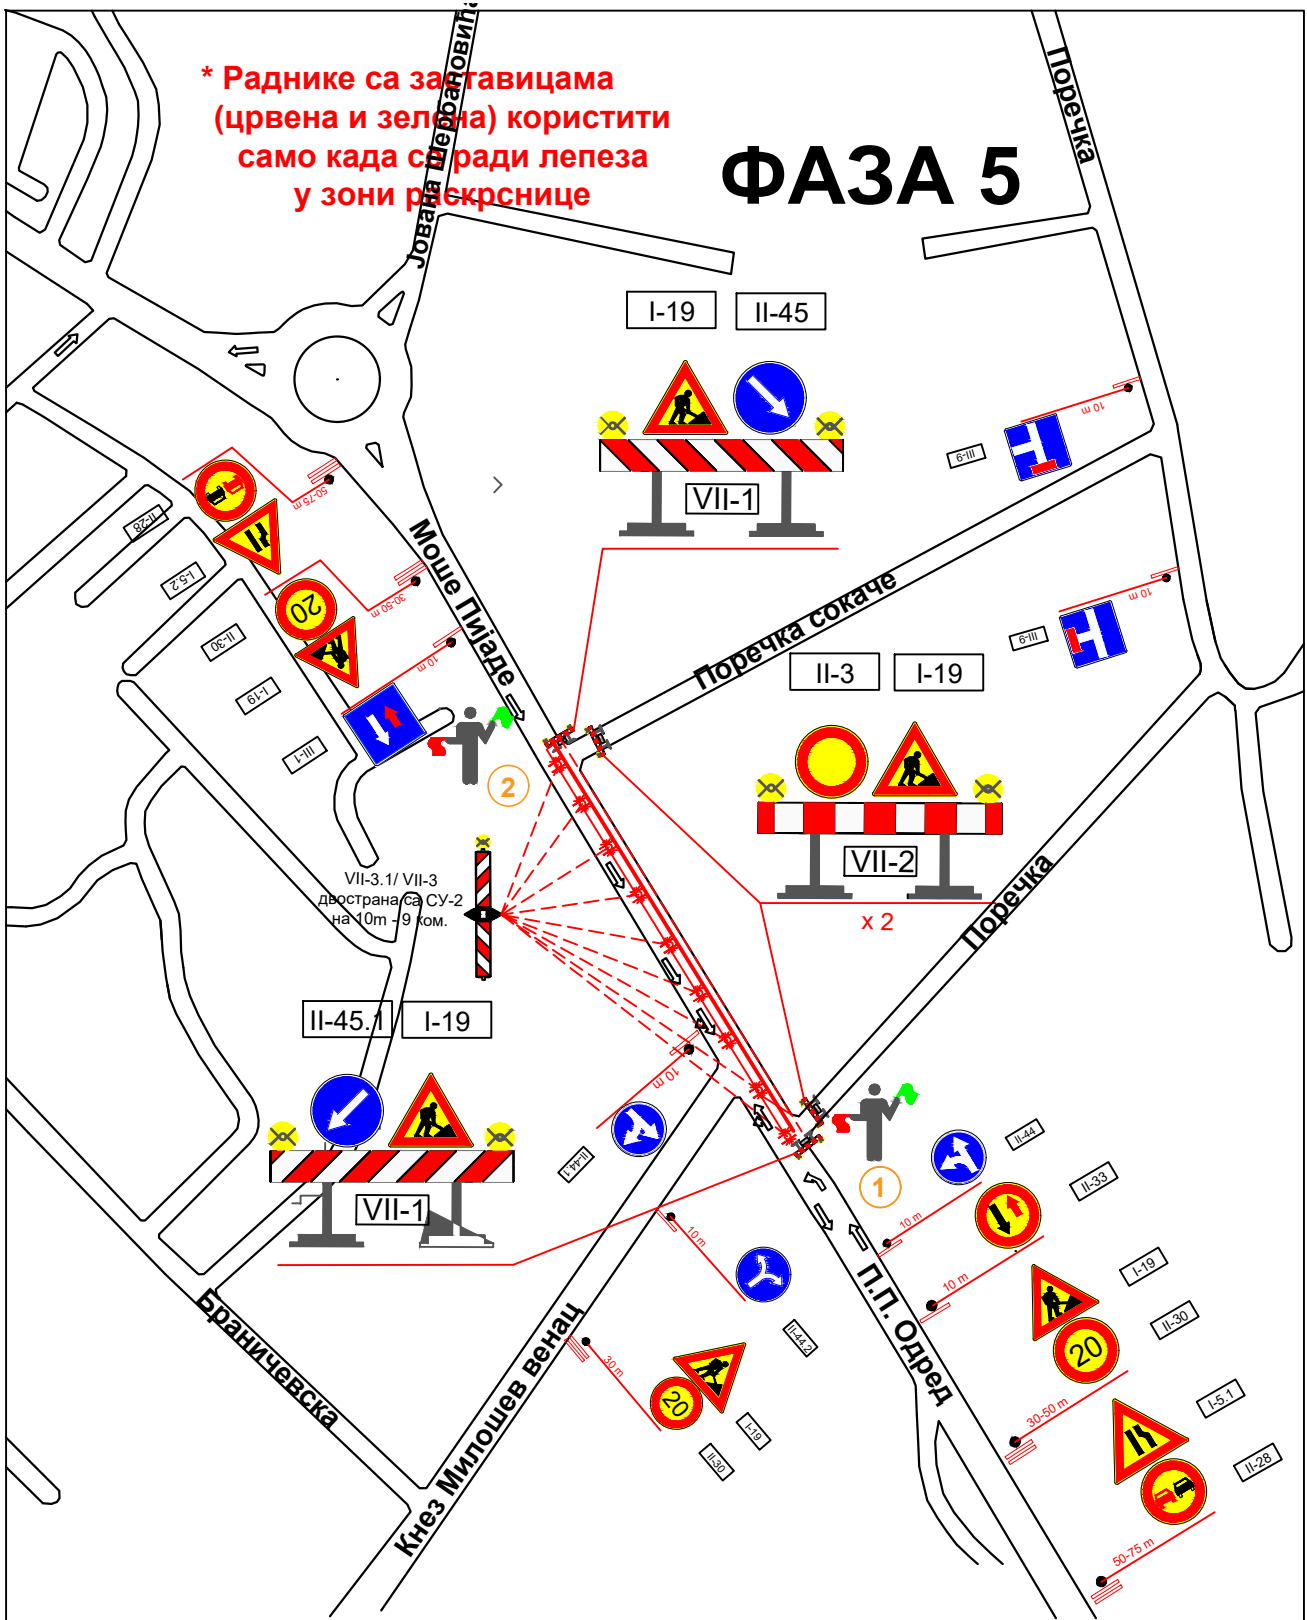 * Раднике са заставицама
(црвена и зелена) користити
само када се ради лепеза
у зони раскрснице
ФАЗА 5
Јована Шербановића
Поречка
I-19
II-45
VII-1
10 m
III-9
50-75 m
II-28
I-5.2
30-50 m
20
II-30
I-19
10 m
III-1
Моше Пијаде
Поречка сокаче
10 m
III-9
II-3
I-19
VII-2
x 2
2
VII-3.1/ VII-3
двострана са СУ-2
на 10m - 9 ком.
Поречка
II-45.1
I-19
VII-1
10 m
II-44.1
1
II-44
10 m
II-33
10 m
I-19
II-30
20
30-50 m
I-5.1
II-28
50-75 m
П.П. Одред
10 m
II-44.2
30 m
20
I-19
II-30
Браничевска
Кнез Милошев венац